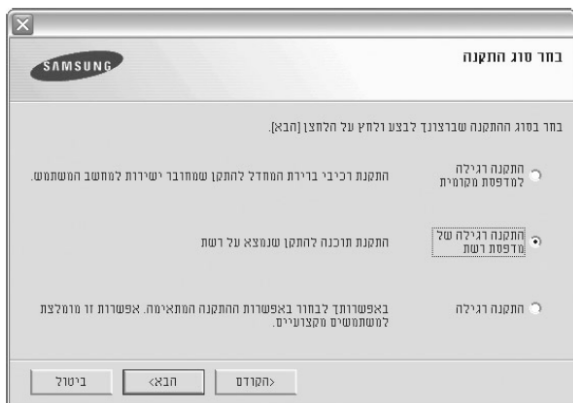 בחר סוג התקנה
SAMSUNG
בחר בסוג ההתקנה שברצונך לבצע ולחץ על הלחצן [הבא].
התקנה רגילה
למדפסת מקומית
התקנת רכיבי ברירת המחדל להתקן שמחובר ישירות למחשב המשתמש.
התקנה רגילה של
מדפסת רשת
התקנת תוכנה להתקן שנמצא על רשת
התקנה רגילה
באפשרותך לבחור באפשרות ההתקנה המתאימה. אפשרות זו מומלצת
למשתמשים מקצועיים.
<הקודם
הבא>
ביטול